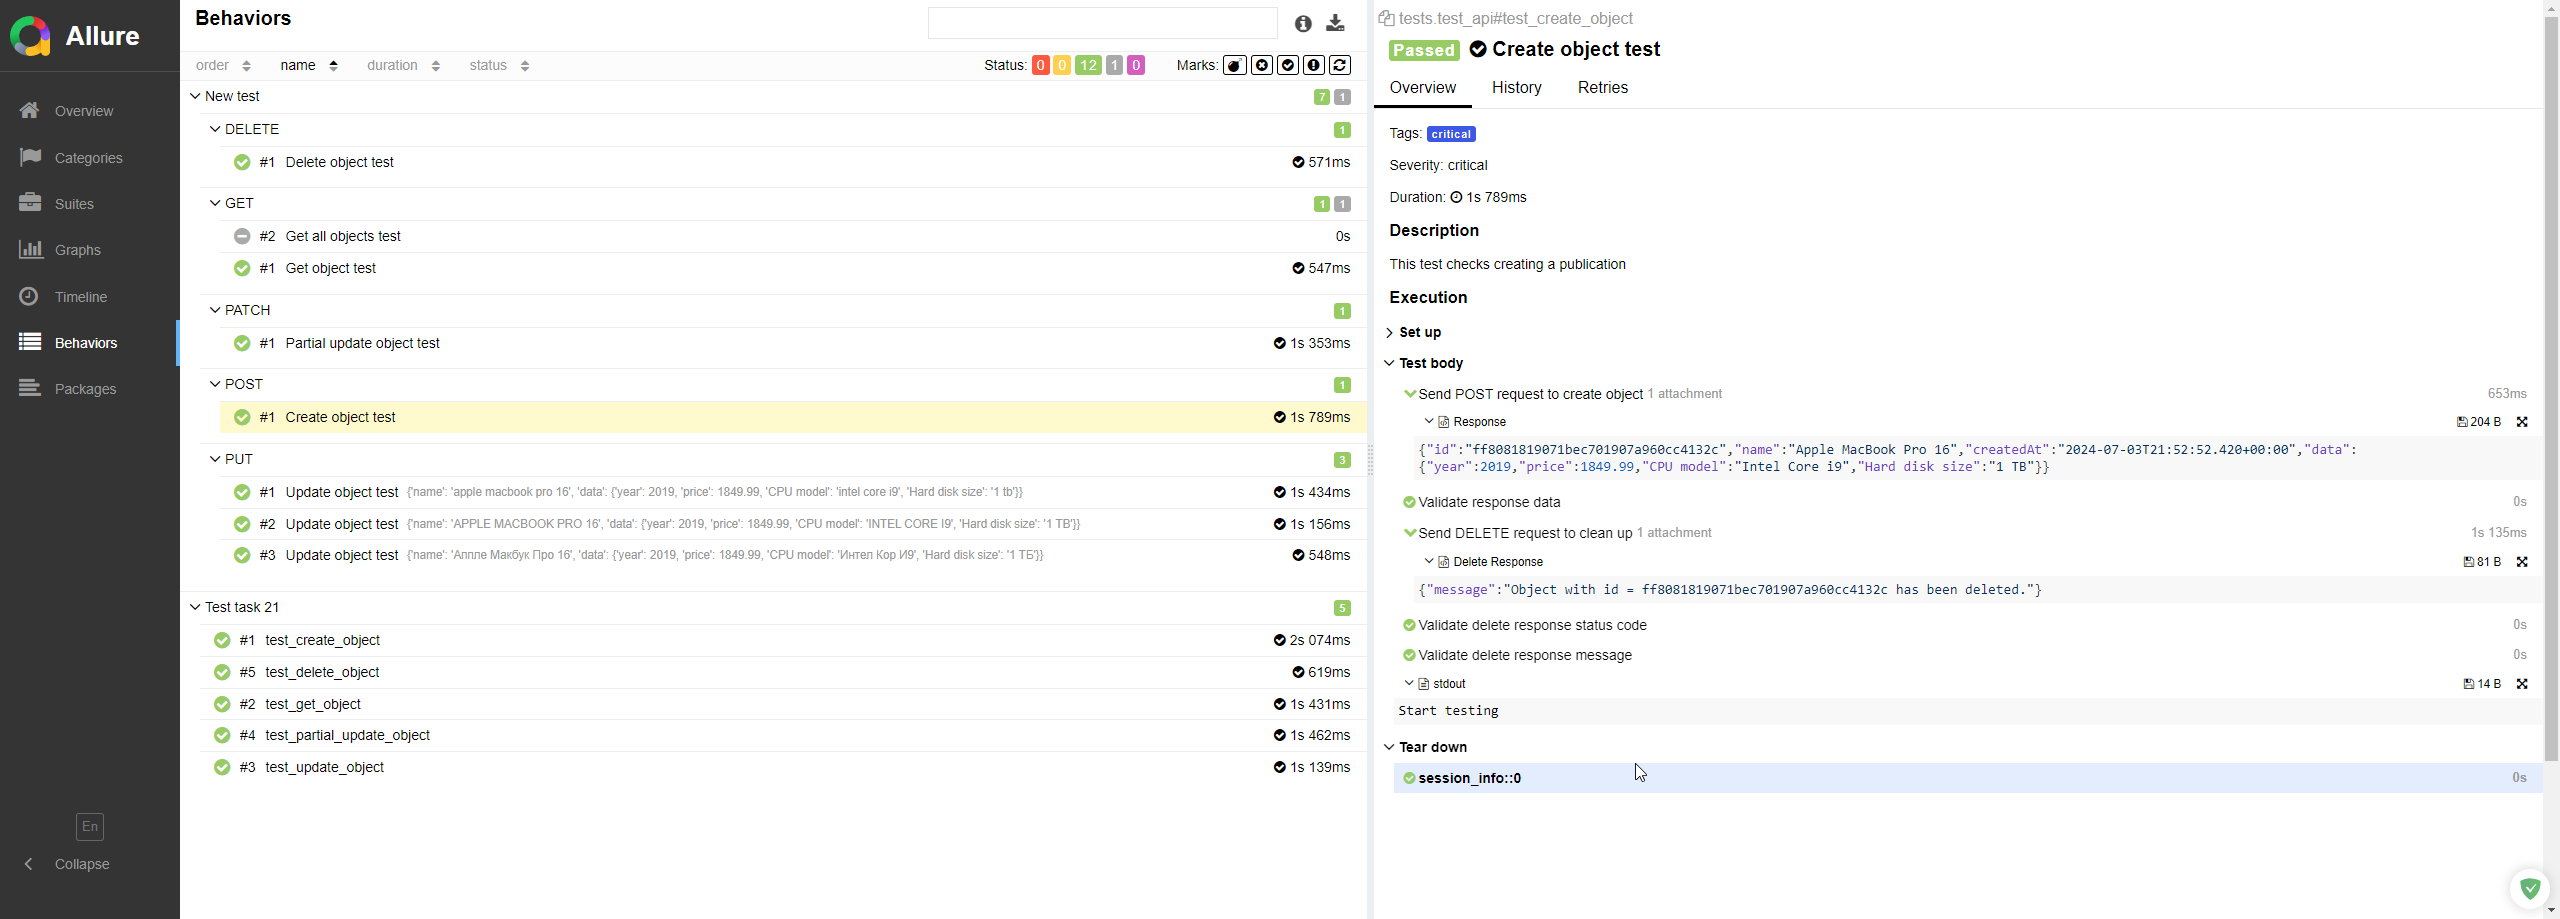 Allure
Overview
Categories
Suites
Graphs
Timeline
Behaviors
Packages
En
Collapse
Behaviors
order name duration status Status: 0 0 12 1 0 Marks:
New test 7 1
DELETE 1
#1 Delete object test 571ms
GET 1 1
#2 Get all objects test 0s
#1 Get object test 547ms
PATCH 1
#1 Partial update object test 1s 353ms
POST 1
#1 Create object test 1s 789ms
PUT 3
#1 Update object test {'name': 'apple macbook pro 16', 'data': {'year': 2019, 'price': 1849.99, 'CPU model': 'intel core i9', 'Hard disk size': '1 tb'}} 1s 434ms
#2 Update object test {'name': 'APPLE MACBOOK PRO 16', 'data': {'year': 2019, 'price': 1849.99, 'CPU model': 'INTEL CORE I9', 'Hard disk size': '1 TB'}} 1s 156ms
#3 Update object test {'name': 'Аппле Макбук Про 16', 'data': {'year': 2019, 'price': 1849.99, 'CPU model': 'Интел Кор И9', 'Hard disk size': '1 ТБ'}} 548ms
Test task 21 5
#1 test_create_object 2s 074ms
#5 test_delete_object 619ms
#2 test_get_object 1s 431ms
#4 test_partial_update_object 1s 462ms
#3 test_update_object 1s 139ms
tests.test_api#test_create_object
Passed Create object test
Overview History Retries
Tags: critical
Severity: critical
Duration: 1s 789ms
Description
This test checks creating a publication
Execution
Set up
Test body
Send POST request to create object 1 attachment 653ms
Response 204 B
{"id":"ff8081819071bec701907a960cc4132c","name":"Apple MacBook Pro 16","createdAt":"2024-07-03T21:52:52.420+00:00","data":
{"year":2019,"price":1849.99,"CPU model":"Intel Core i9","Hard disk size":"1 TB"}}
Validate response data 0s
Send DELETE request to clean up 1 attachment 1s 135ms
Delete Response 81 B
{"message":"Object with id = ff8081819071bec701907a960cc4132c has been deleted."}
Validate delete response status code 0s
Validate delete response message 0s
stdout 14 B
Start testing
Tear down
session_info::0 0s